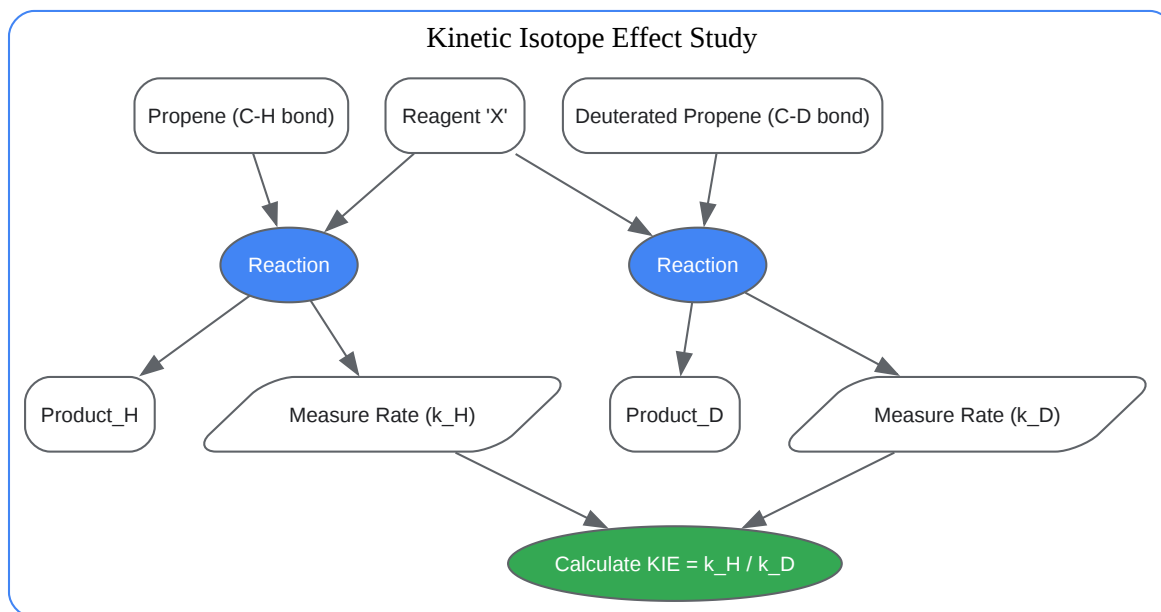 Kinetic Isotope Effect Study
Propene (C-H bond)
Reagent 'X'
Deuterated Propene (C-D bond)
Reaction
Reaction
Product_H
Measure Rate (k_H)
Product_D
Measure Rate (k_D)
Calculate KIE = k_H / k_D